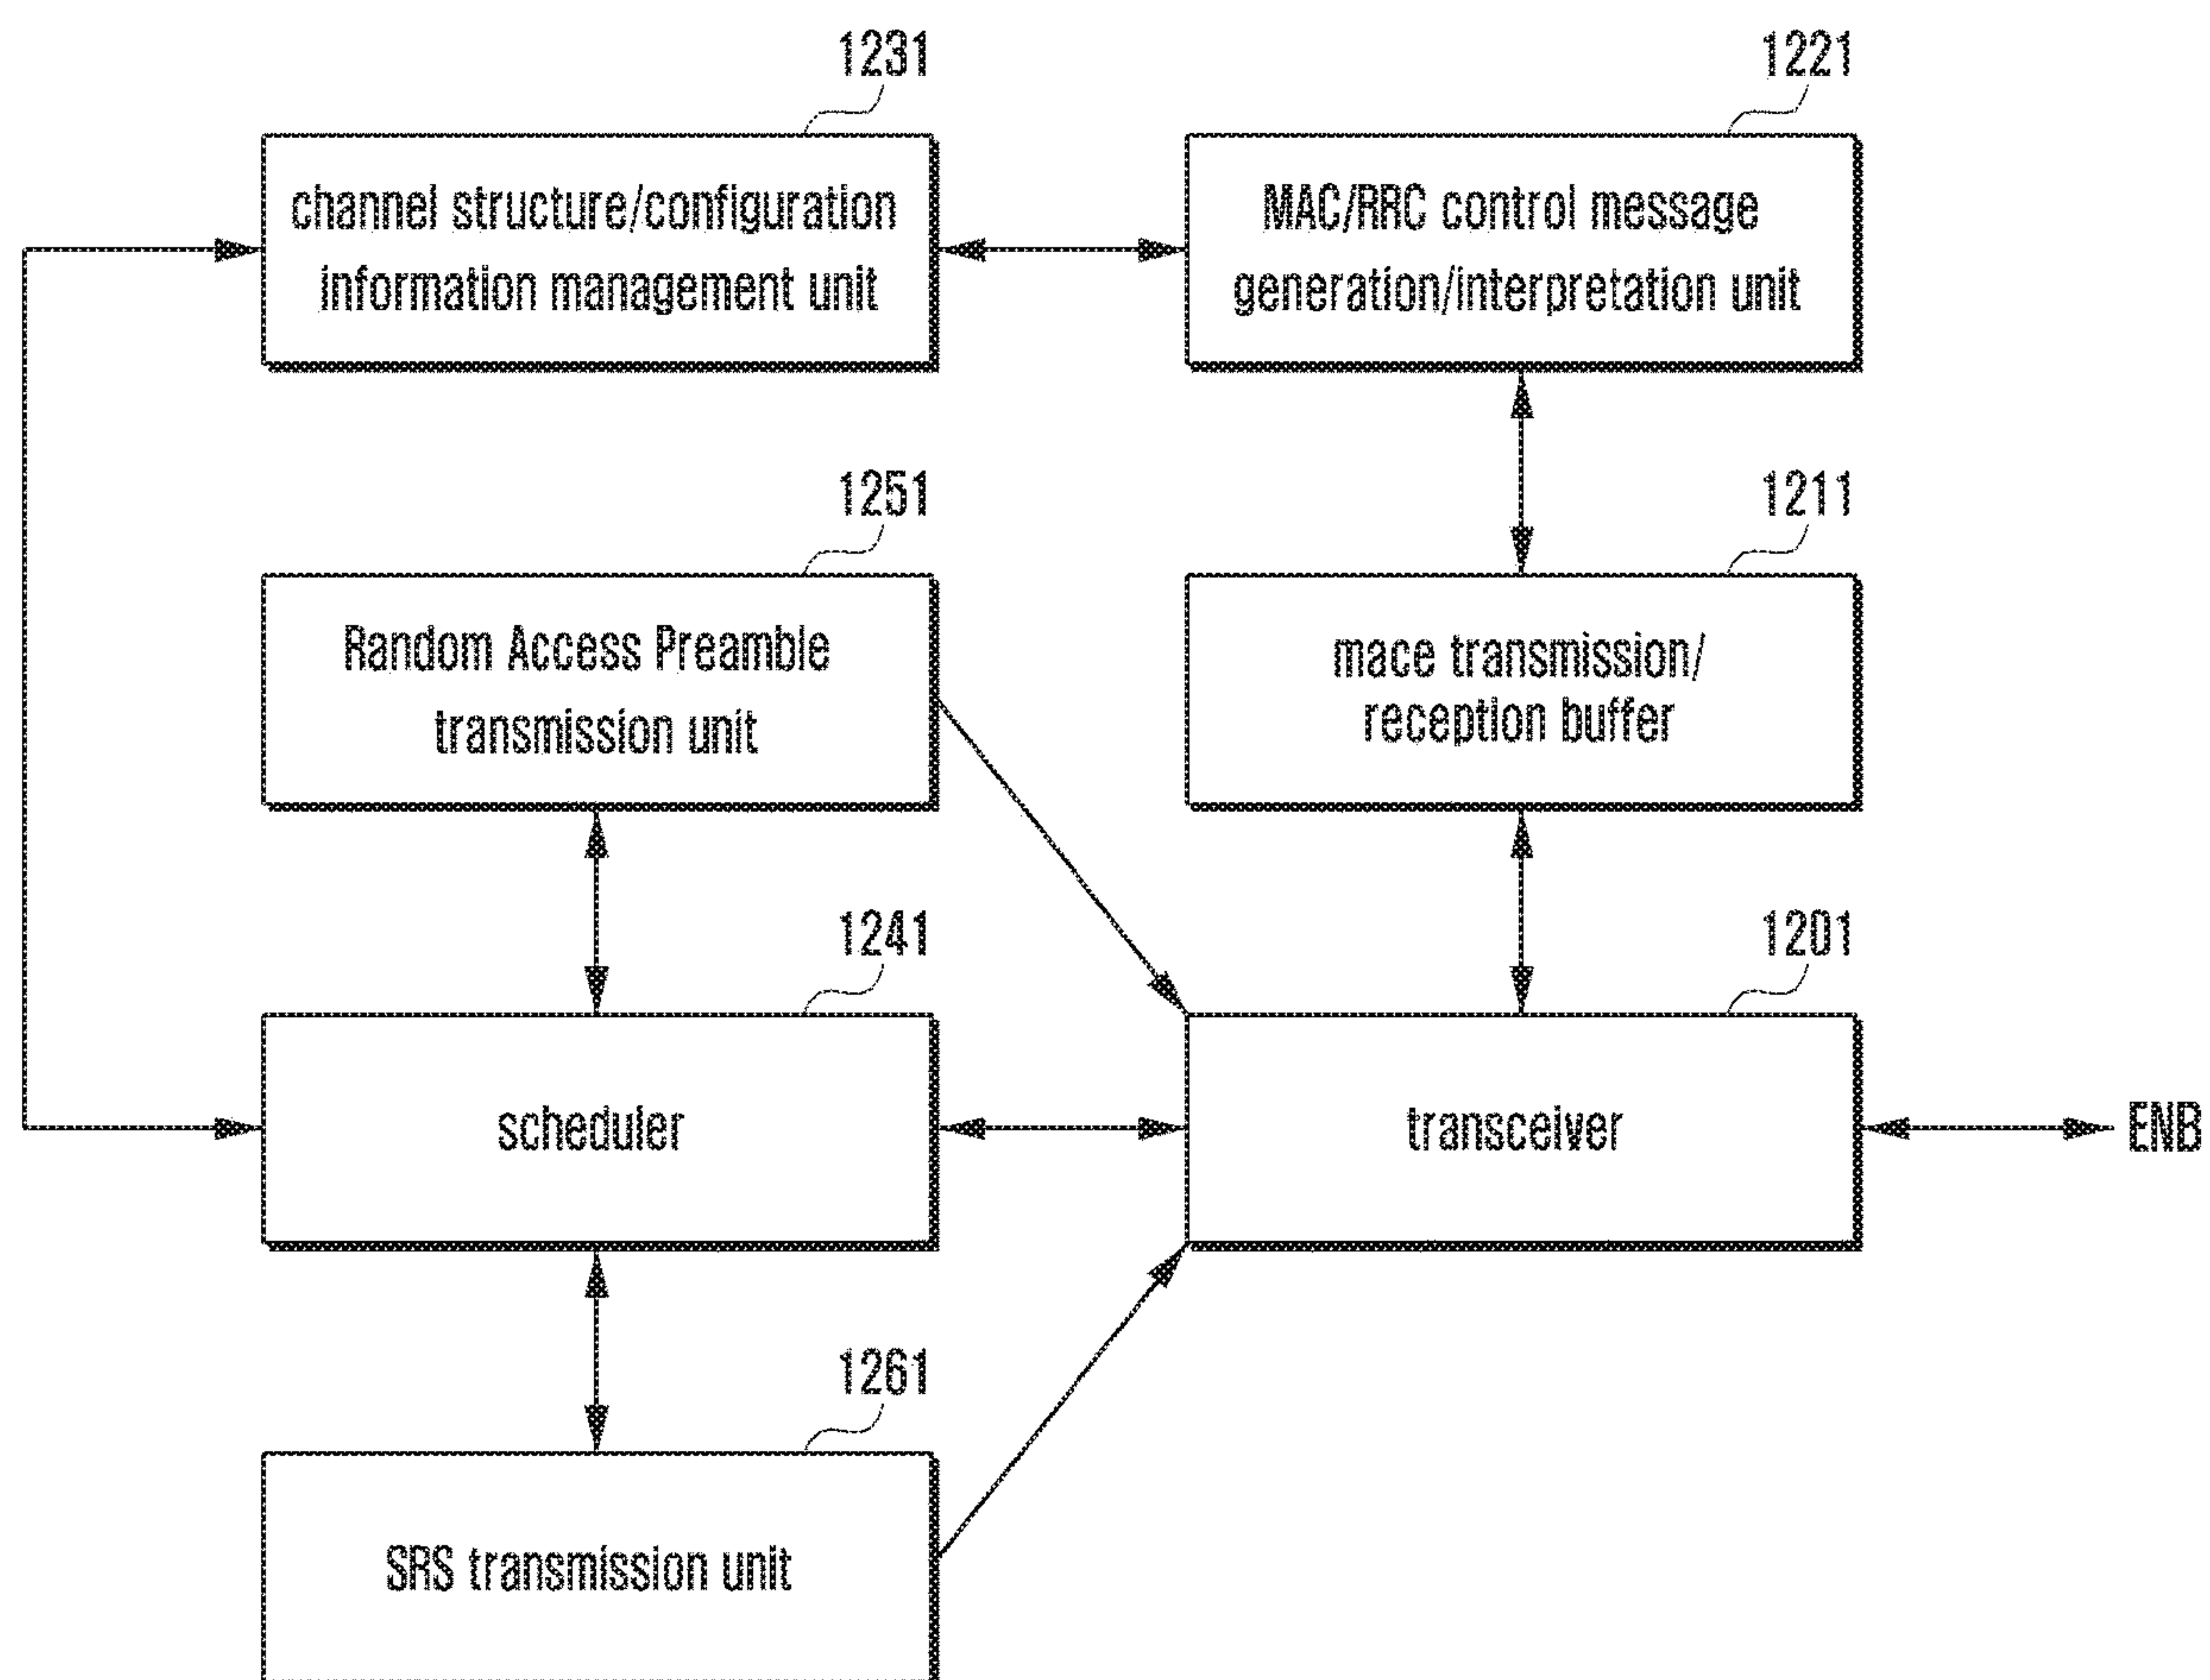 1231
channel structure/configuration
information management unit
1221
MAC/RRC control message
generation/interpretation unit
1251
Random Access Preamble
transmission unit
1211
mace transmission/
reception buffer
1241
scheduler
1201
transceiver
ENB
1261
SRS transmission unit